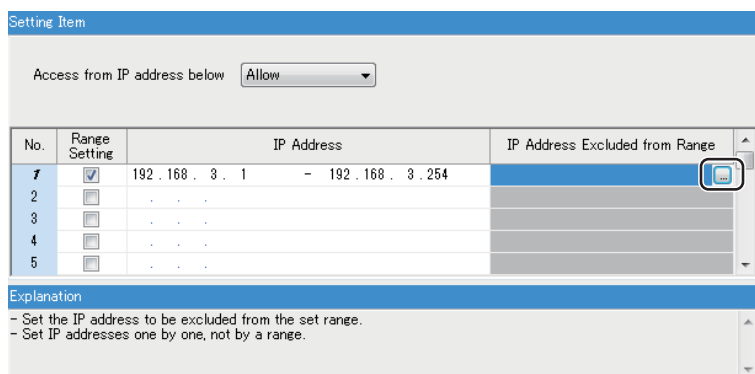 Setting Item
Access from IP address below Allow
No. Range Setting IP Address IP Address Excluded from Range
1 192 . 168 . 3 . 1 - 192 . 168 . 3 . 254 ...
2 . . .
3 . . .
4 . . .
5 . . .
Explanation
- Set the IP address to be excluded from the set range.
- Set IP addresses one by one, not by a range.